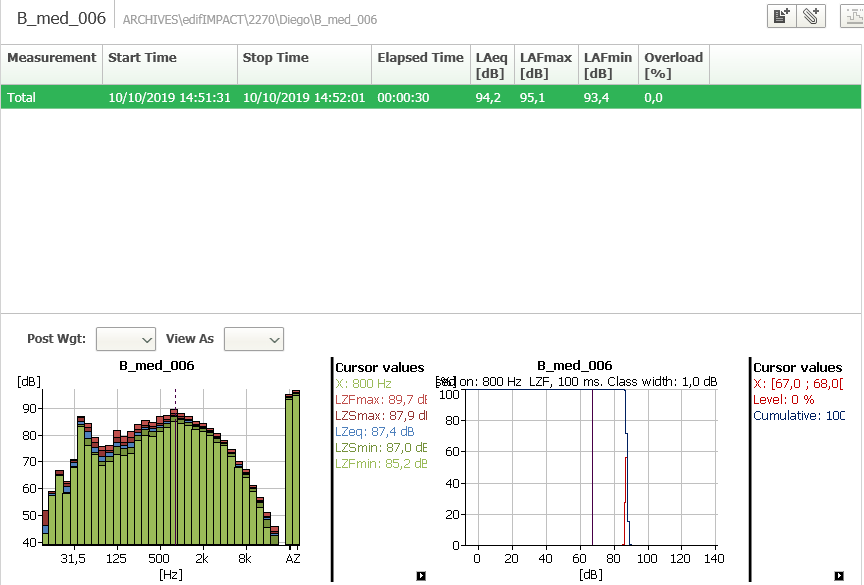 B_med_006 ARCHIVES\edifIMPACT\2270\Diego\B_med_006
Measurement Start Time Stop Time Elapsed Time LAeq [dB] LAFmax [dB] LAFmin [dB] Overload [%]
Total 10/10/2019 14:51:31 10/10/2019 14:52:01 00:00:30 94,2 95,1 93,4 0,0
Post Wgt: View As
B_med_006
[dB]
90
80
70
60
50
40
31,5 125 500 2k 8k AZ
[Hz]
Cursor values
X: 800 Hz
LZFmax: 89,7 dB
LZSmax: 87,9 dB
LZeq: 87,4 dB
LZSmin: 87,0 dB
LZFmin: 85,2 dB
B_med_006
[%] on: 800 Hz LZF, 100 ms. Class width: 1,0 dB
100
80
60
40
20
0
0 20 40 60 80 100 120 140
[dB]
Cursor values
X: [67,0 ; 68,0[
Level: 0 %
Cumulative: 100